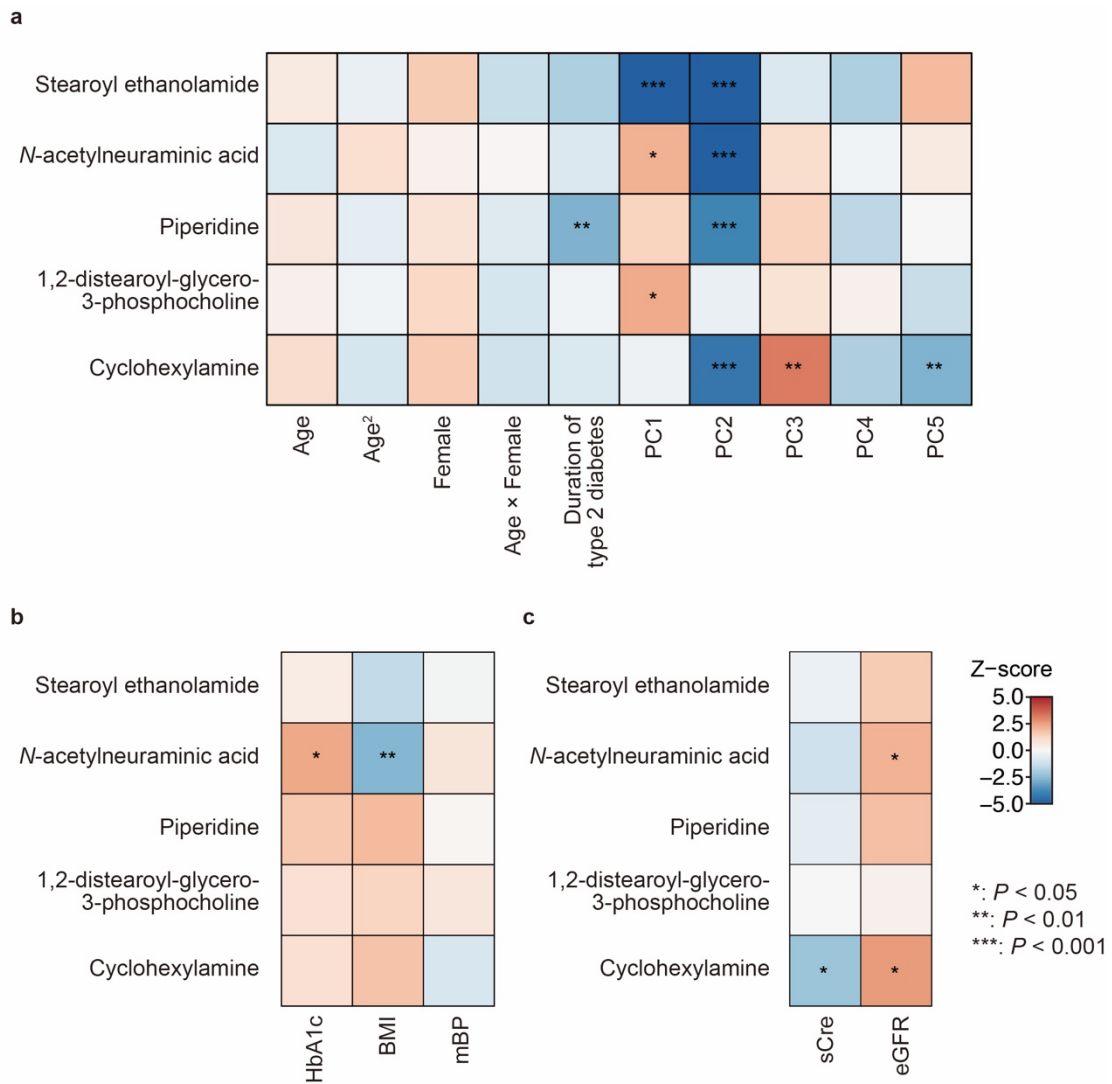 a
Stearoyl ethanolamide
*** ***
N-acetylneuraminic acid
* ***
Piperidine
** ***
1,2-distearoyl-glycero-
3-phosphocholine
*
Cyclohexylamine
*** ** **
Age
Age²
Female
Age × Female
Duration of
type 2 diabetes
PC1
PC2
PC3
PC4
PC5
b
Stearoyl ethanolamide
N-acetylneuraminic acid
* **
Piperidine
1,2-distearoyl-glycero-
3-phosphocholine
Cyclohexylamine
HbA1c
BMI
mBP
c
Stearoyl ethanolamide
N-acetylneuraminic acid
*
Piperidine
1,2-distearoyl-glycero-
3-phosphocholine
Cyclohexylamine
* *
sCre
eGFR
Z−score
5.0
2.5
0.0
−2.5
−5.0
*: P < 0.05
**: P < 0.01
***: P < 0.001